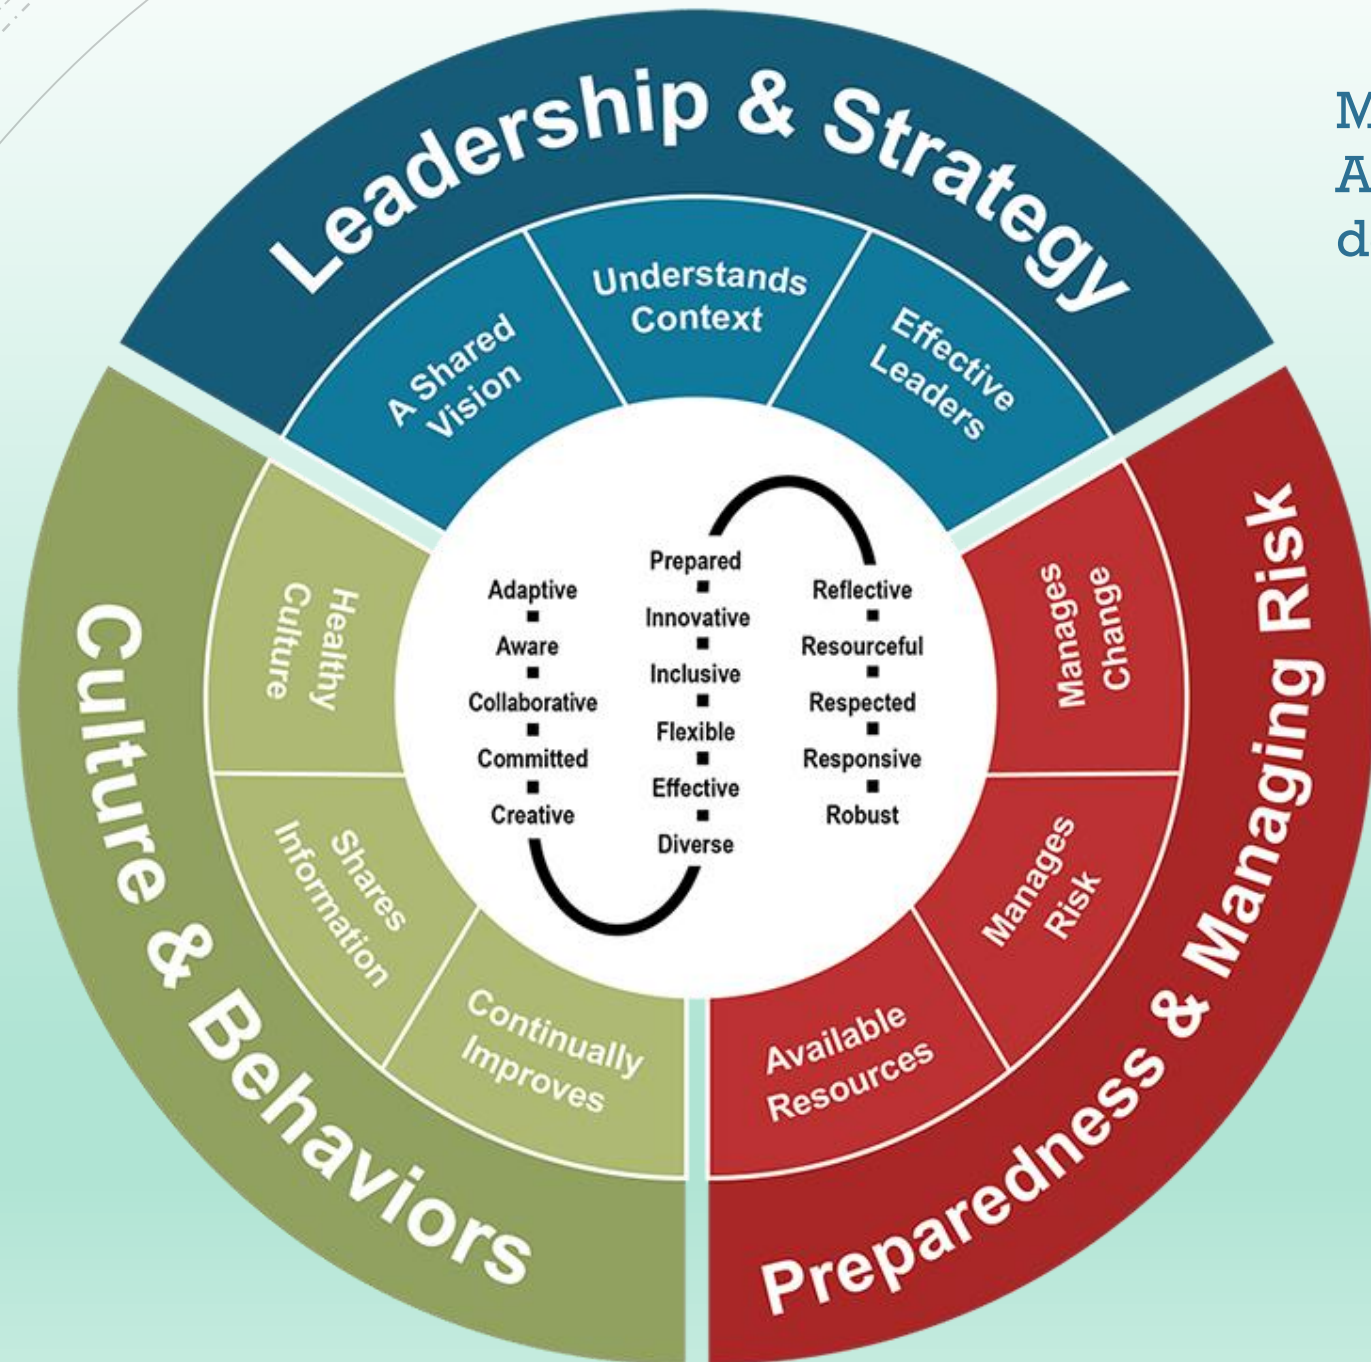 Leadership & Strategy
A Shared
Vision
Understands
Context
Effective
Leaders
Preparedness & Managing Risk
Manages
Change
Manages
Risk
Available
Resources
Culture & Behaviors
Healthy
Culture
Shares
Information
Continually
Improves
Adaptive
Aware
Collaborative
Committed
Creative
Prepared
Innovative
Inclusive
Flexible
Effective
Diverse
Reflective
Resourceful
Respected
Responsive
Robust